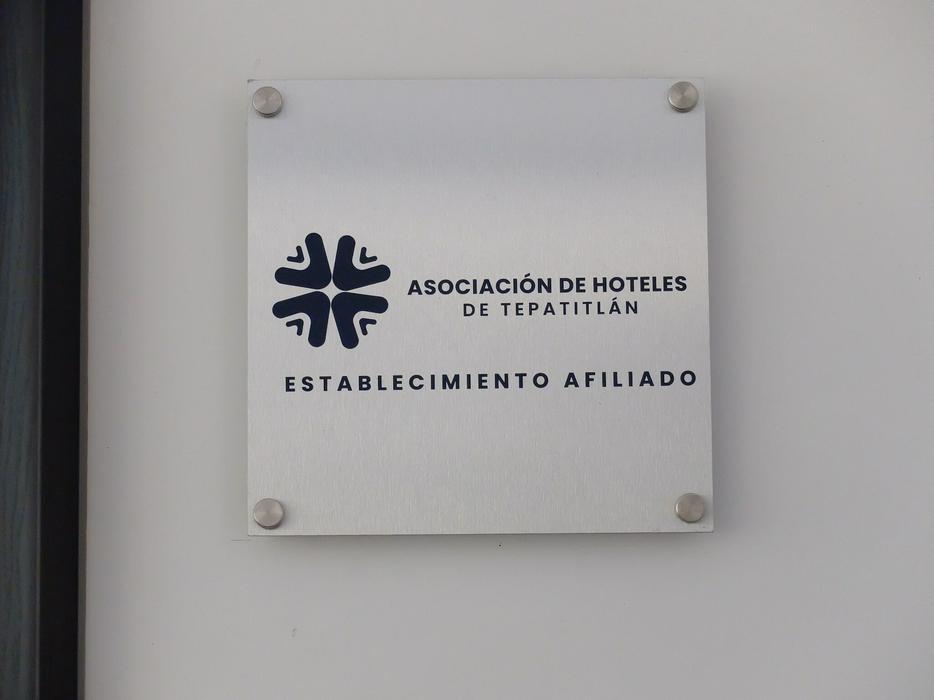 ASOCIACIÓN DE HOTELES
DE TEPATITLÁN
ESTABLECIMIENTO AFILIADO